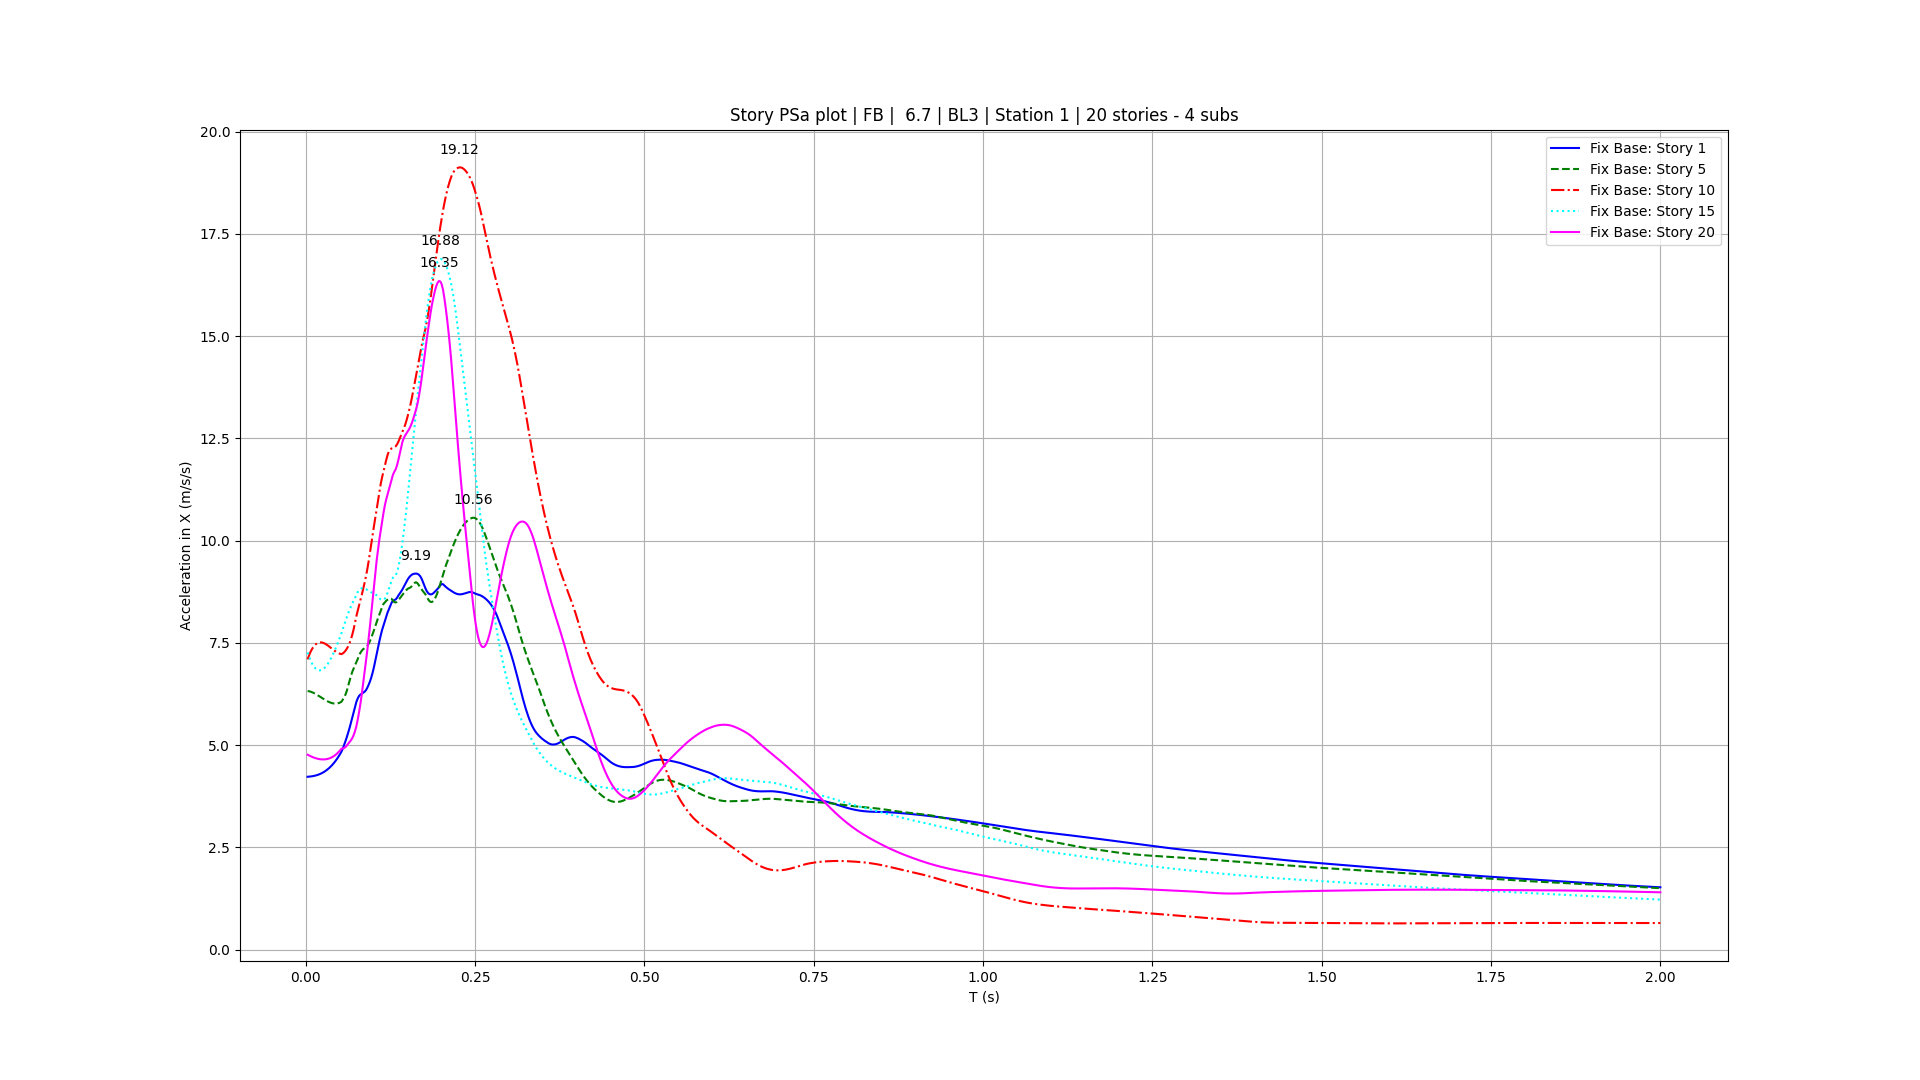 Story PSa plot | FB |  6.7 | BL3 | Station 1 | 20 stories - 4 subs
20.0
17.5
15.0
12.5
10.0
7.5
5.0
2.5
0.0
Acceleration in X (m/s/s)
19.12
16.88
16.35
10.56
9.19
Fix Base: Story 1
Fix Base: Story 5
Fix Base: Story 10
Fix Base: Story 15
Fix Base: Story 20
0.00 0.25 0.50 0.75 1.00 1.25 1.50 1.75 2.00
T (s)